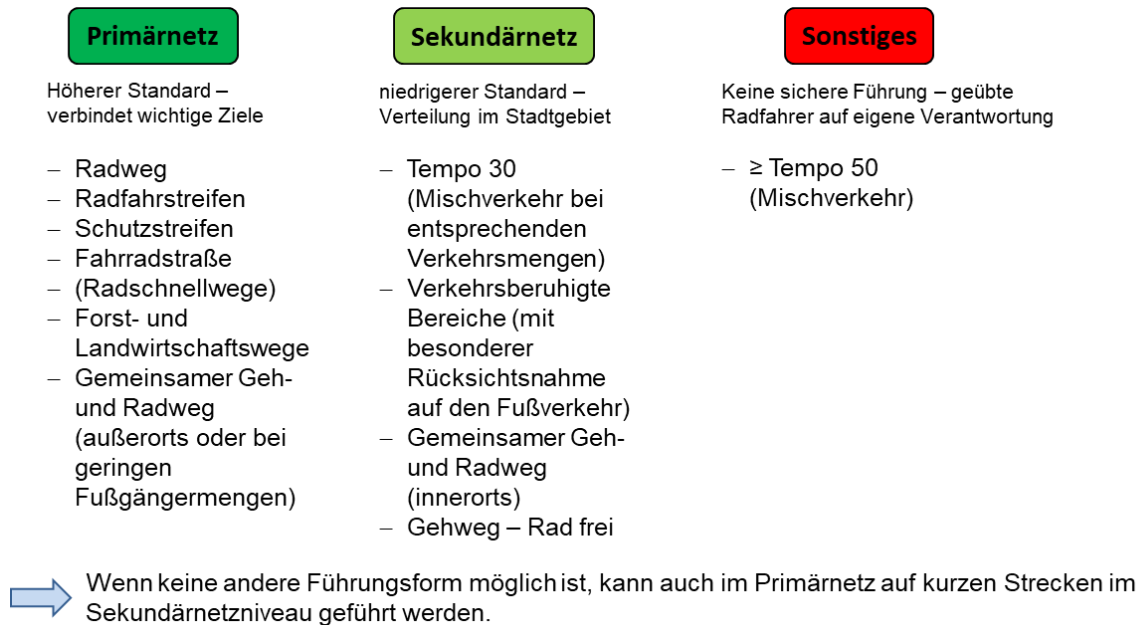 Primärnetz
Höherer Standard –
verbindet wichtige Ziele
– Radweg
– Radfahrstreifen
– Schutzstreifen
– Fahrradstraße
– (Radschnellwege)
– Forst- und
Landwirtschaftswege
– Gemeinsamer Geh-
und Radweg
(außerorts oder bei
geringen
Fußgängermengen)
Sekundärnetz
niedrigerer Standard –
Verteilung im Stadtgebiet
– Tempo 30
(Mischverkehr bei
entsprechenden
Verkehrsmengen)
– Verkehrsberuhigte
Bereiche (mit
besonderer
Rücksichtsnahme
auf den Fußverkehr)
– Gemeinsamer Geh-
und Radweg
(innerorts)
– Gehweg – Rad frei
Sonstiges
Keine sichere Führung – geübte
Radfahrer auf eigene Verantwortung
– ≥ Tempo 50
(Mischverkehr)
Wenn keine andere Führungsform möglich ist, kann auch im Primärnetz auf kurzen Strecken im
Sekundärnetzniveau geführt werden.